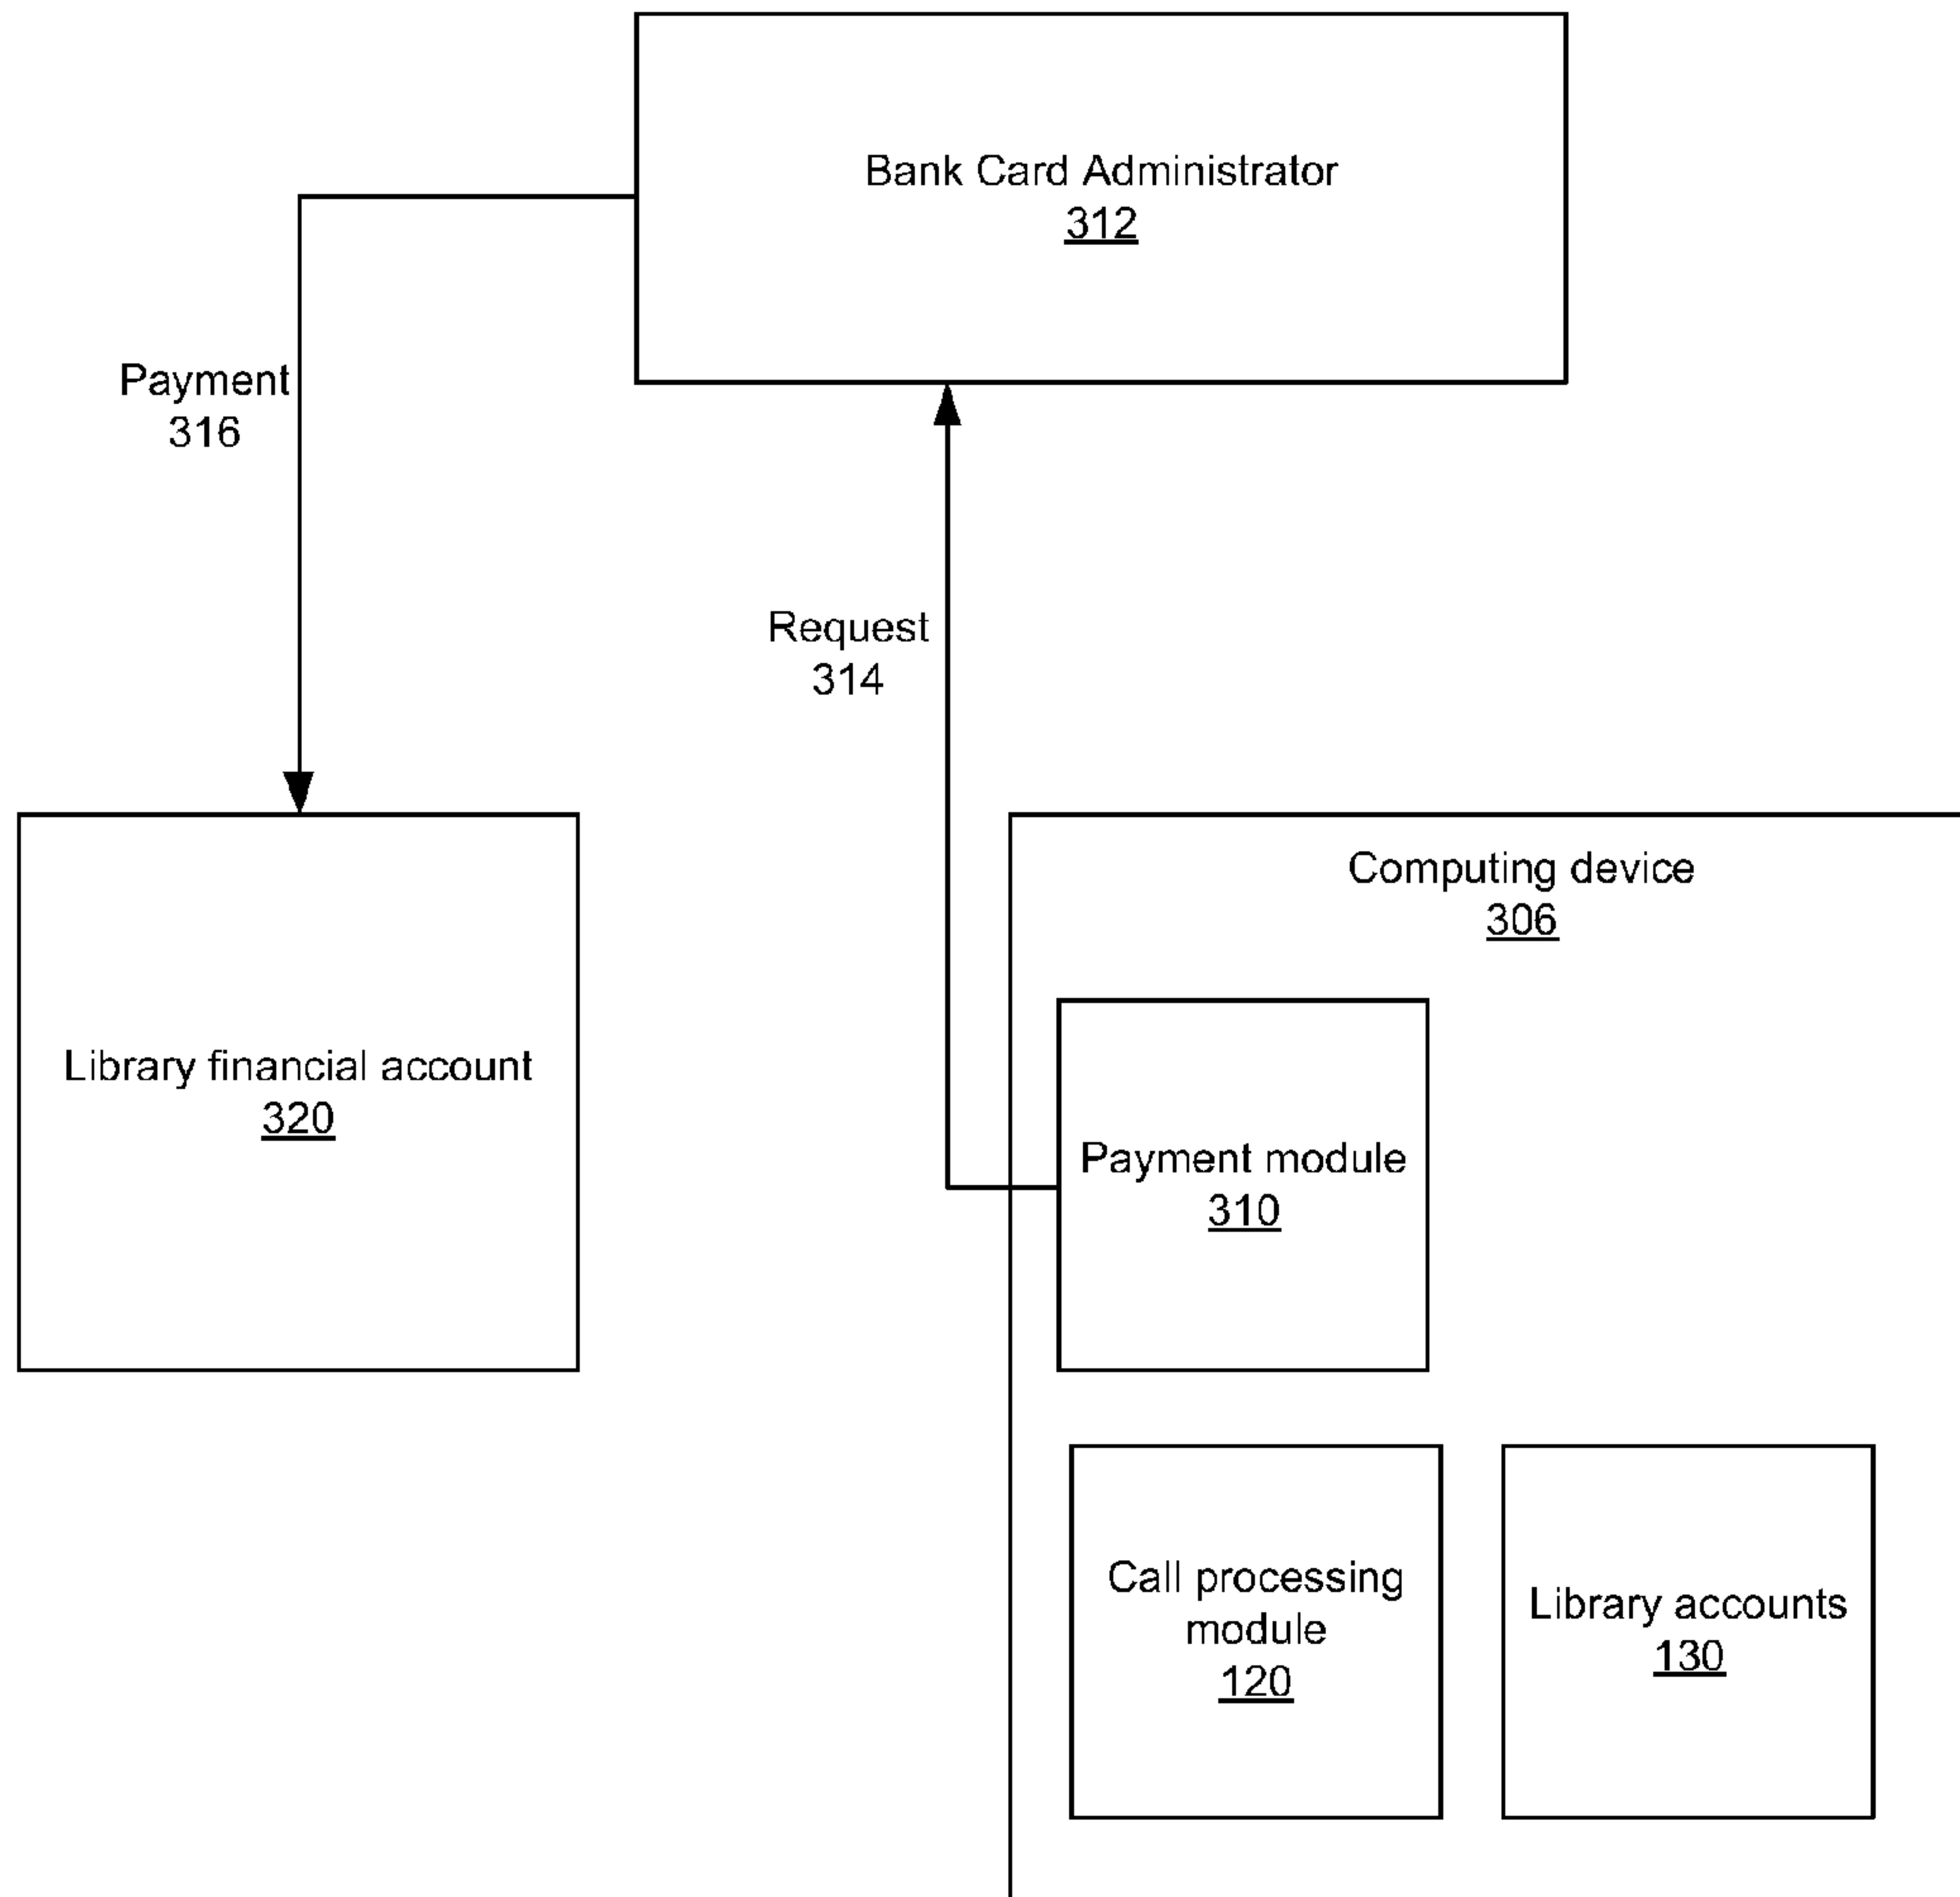 Bank Card Administrator
312
Payment
316
Request
314
Computing device
306
Library financial account
320
Payment module
310
Call processing
module
120
Library accounts
130